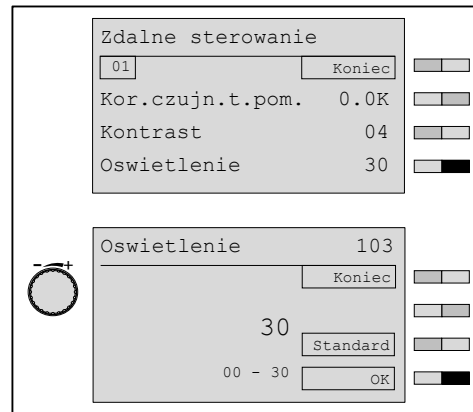 Zdalne sterowanie
01 Koniec
Kor.czujn.t.pom. 0.0K
Kontrast 04
Oswietlenie 30
Oswietlenie 103
Koniec
- +
30
Standard
00 - 30 OK